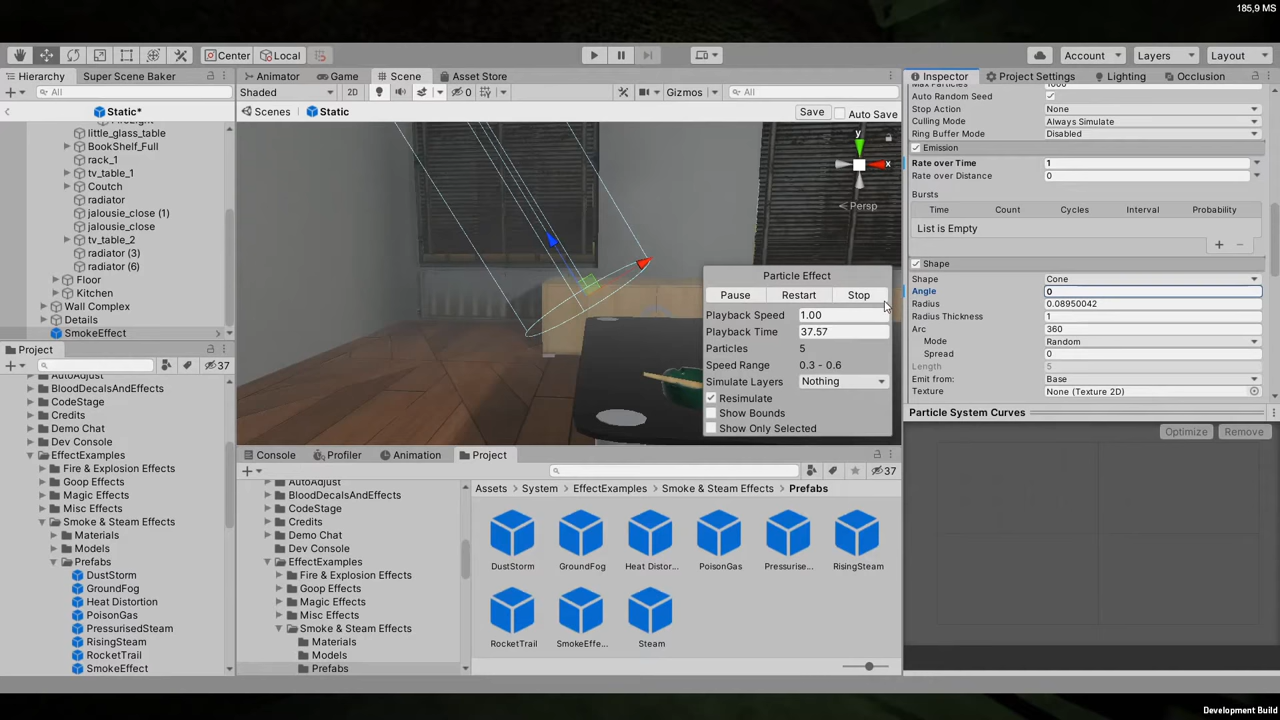 185,9 MS
Center
Local
Account
Layers
Layout
Hierarchy
Super Scene Baker
Animator
Game
Scene
Asset Store
Inspector
Project Settings
Lighting
Occlusion
All
Shaded
2D
0
Gizmos
All
Static*
Scenes
Static
Save
Auto Save
little_glass_table
BookShelf_Full
rack_1
tv_table_1
Coutch
radiator
jalousie_close (1)
jalousie_close
tv_table_2
radiator (3)
radiator (6)
Floor
Kitchen
Wall Complex
Details
SmokeEffect
y
x
Persp
Particle Effect
Pause
Restart
Stop
Playback Speed
1.00
Playback Time
37.57
Particles
5
Speed Range
0.3 - 0.6
Simulate Layers
Nothing
Resimulate
Show Bounds
Show Only Selected
Max Particles
1000
Auto Random Seed
Stop Action
None
Culling Mode
Always Simulate
Ring Buffer Mode
Disabled
Emission
Rate over Time
1
Rate over Distance
0
Bursts
Time
Count
Cycles
Interval
Probability
List is Empty
Shape
Shape
Cone
Angle
0
Radius
0.08950042
Radius Thickness
1
Arc
360
Mode
Random
Spread
0
Length
5
Emit from:
Base
Texture
None (Texture 2D)
Particle System Curves
Optimize
Remove
Project
37
AutoAdjust
BloodDecalsAndEffects
CodeStage
Credits
Demo Chat
Dev Console
EffectExamples
Fire & Explosion Effects
Goop Effects
Magic Effects
Misc Effects
Smoke & Steam Effects
Materials
Models
Prefabs
DustStorm
GroundFog
Heat Distortion
PoisonGas
PressurisedSteam
RisingSteam
RocketTrail
SmokeEffect
Console
Profiler
Animation
Project
37
AutoAdjust
BloodDecalsAndEffects
CodeStage
Credits
Demo Chat
Dev Console
EffectExamples
Fire & Explosion Effects
Goop Effects
Magic Effects
Misc Effects
Smoke & Steam Effects
Materials
Models
Prefabs
Assets
System
EffectExamples
Smoke & Steam Effects
Prefabs
DustStorm
GroundFog
Heat Distor...
PoisonGas
Pressurise...
RisingSteam
RocketTrail
SmokeEffe...
Steam
Development Build